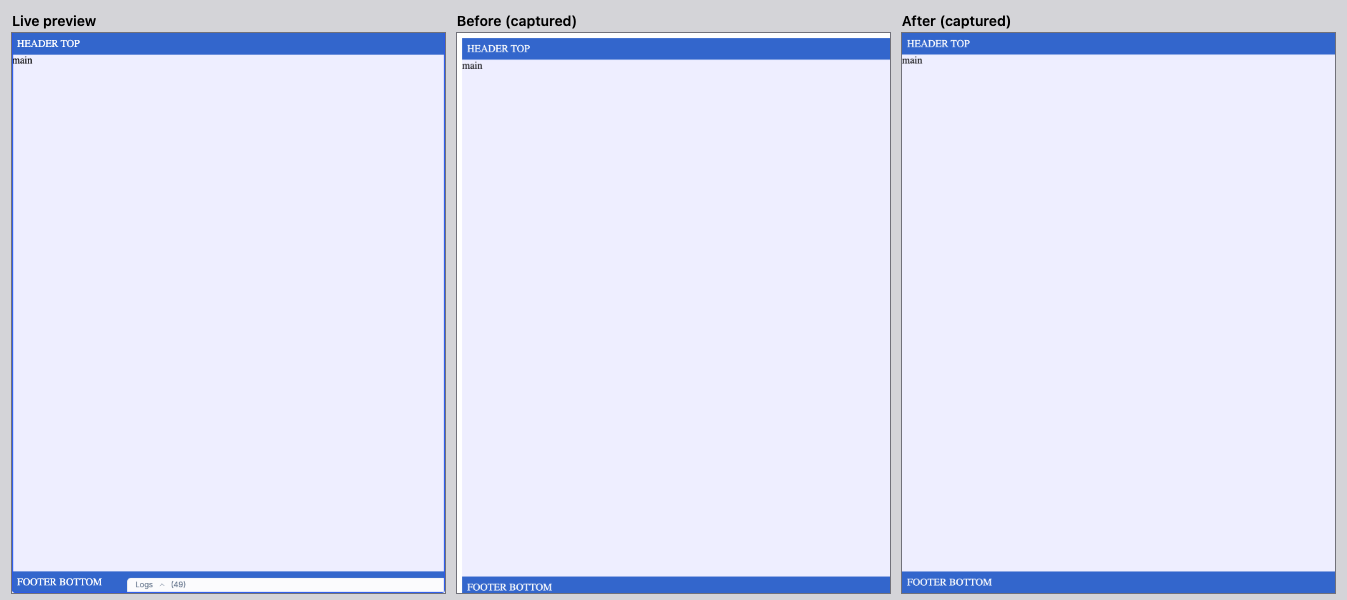 Live preview
HEADER TOP
main
FOOTER BOTTOM
Logs (49)
Before (captured)
HEADER TOP
main
FOOTER BOTTOM
After (captured)
HEADER TOP
main
FOOTER BOTTOM